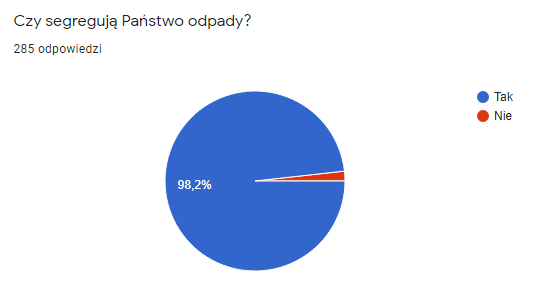 Czy segregują Państwo odpady?
285 odpowiedzi
Tak
Nie
98,2%